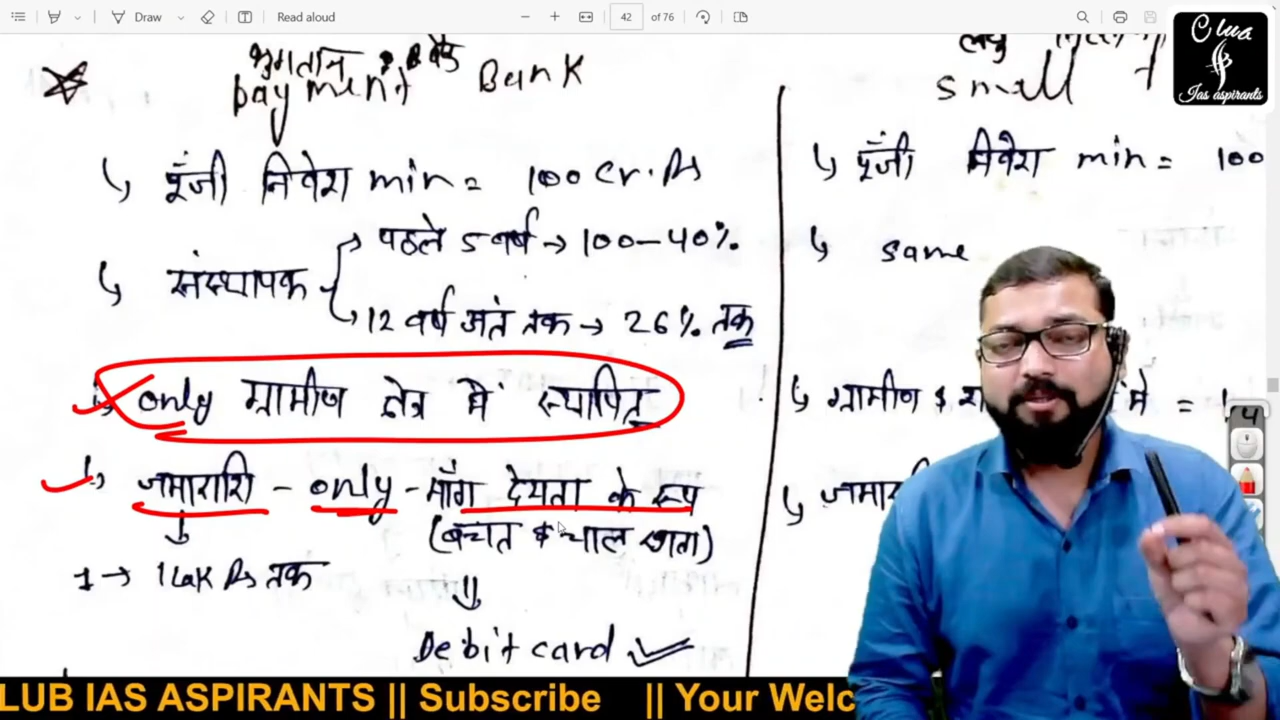 Draw
Read aloud
42 of 76
Club
Ias aspirants
भुगतान बैंक
payment Bank
small f
↳ पूँजी निवेश min = 100 Cr. Rs
↳ पूँजी निवेश min = 100
↳ संस्थापक
→ पहले 5 वर्ष → 100-40%
→ 12 वर्ष अंत तक → 26% तक
↳ same
↳ only ग्रामीण क्षेत्र में स्थापित
↳ ग्रामीण & में =
↳ जमाराशि - only - माँग देयता के रूप
(बचत & चालू खाता)
↳ जमारा
1 → 1 Lak Rs तक
Debit card
LUB IAS ASPIRANTS || Subscribe || Your Welc